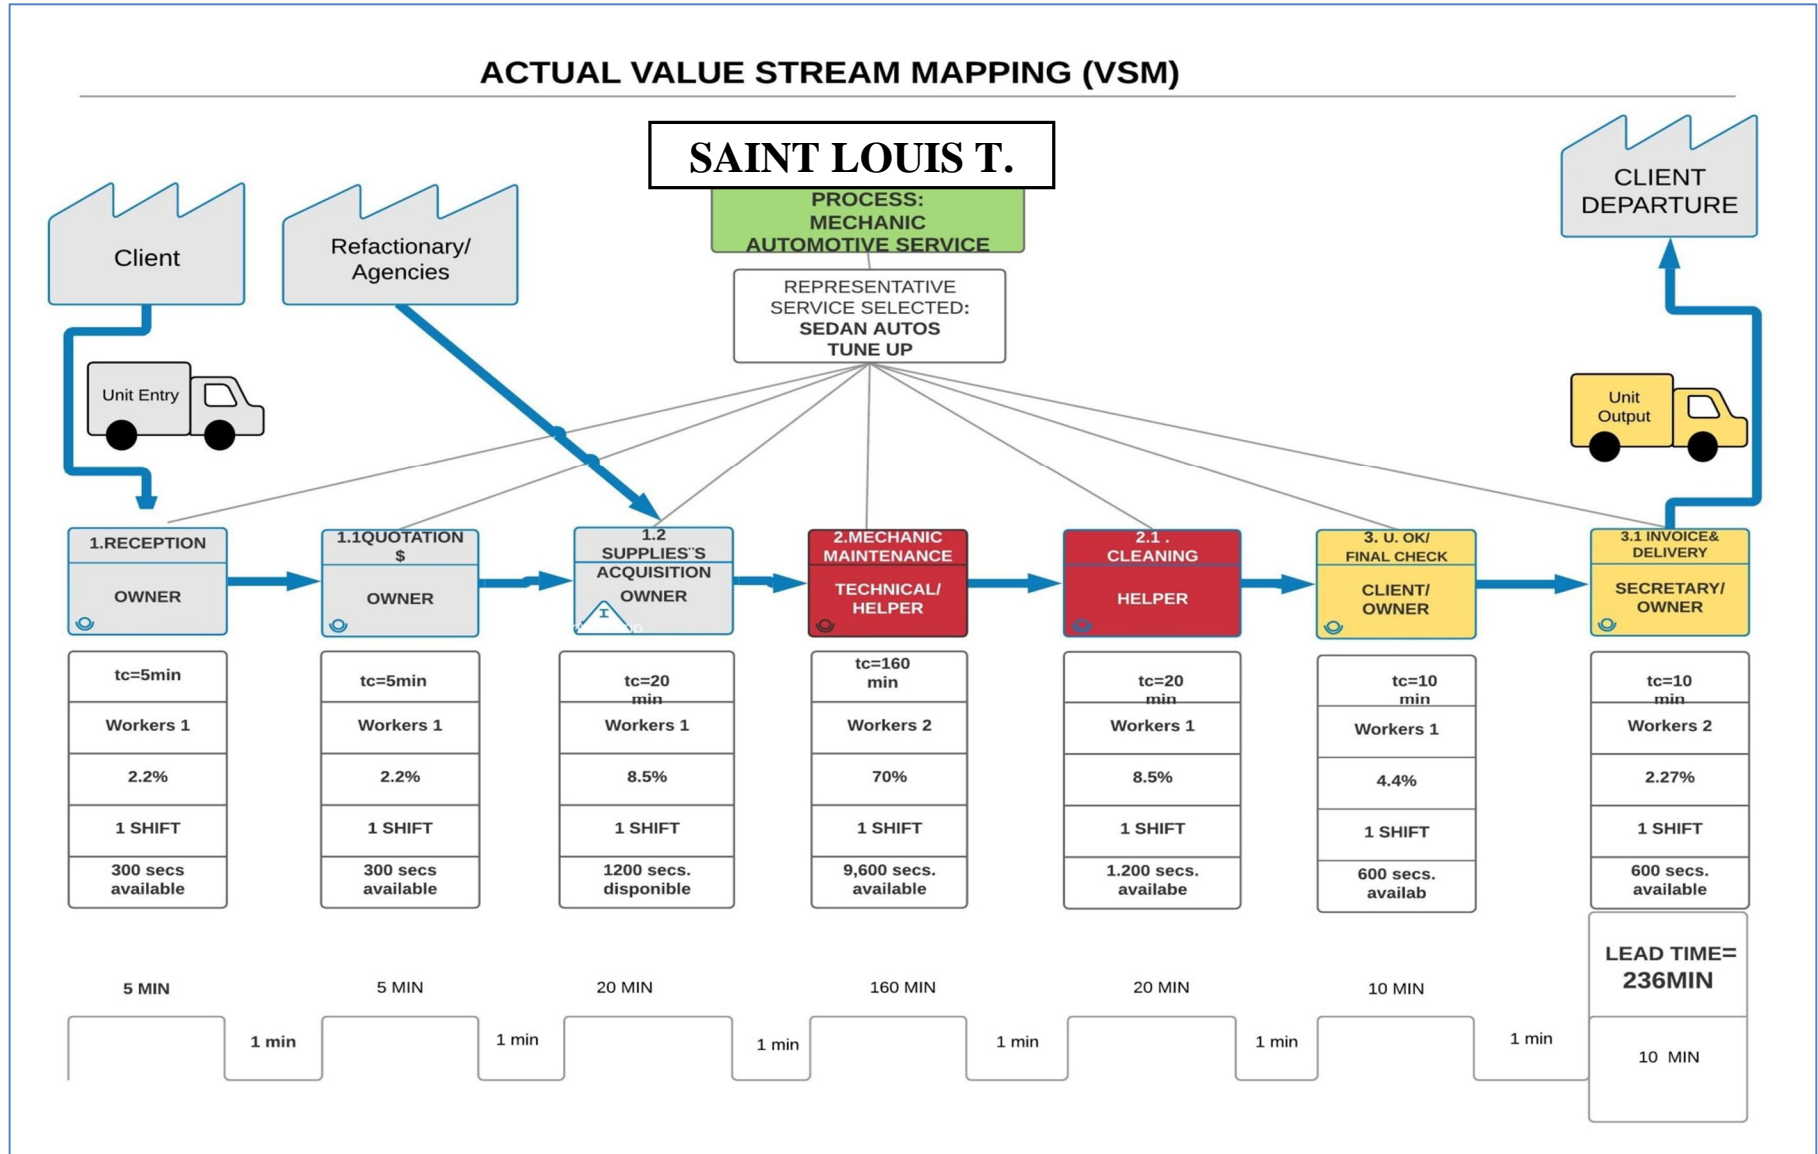 ACTUAL VALUE STREAM MAPPING (VSM)
SAINT LOUIS T.
PROCESS:
MECHANIC
AUTOMOTIVE SERVICE
REPRESENTATIVE
SERVICE SELECTED:
SEDAN AUTOS
TUNE UP
Client
Refactionary/
Agencies
CLIENT
DEPARTURE
Unit Entry
Unit
Output
1.RECEPTION
OWNER
1.1QUOTATION
$
OWNER
1.2
SUPPLIES¨S
ACQUISITION
OWNER
I
2.MECHANIC
MAINTENANCE
TECHNICAL/
HELPER
2.1 .
CLEANING
HELPER
3. U. OK/
FINAL CHECK
CLIENT/
OWNER
3.1 INVOICE&
DELIVERY
SECRETARY/
OWNER
tc=5min
Workers 1
2.2%
1 SHIFT
300 secs
available
tc=5min
Workers 1
2.2%
1 SHIFT
300 secs
available
tc=20
min
Workers 1
8.5%
1 SHIFT
1200 secs.
disponible
tc=160
min
Workers 2
70%
1 SHIFT
9,600 secs.
available
tc=20
min
Workers 1
8.5%
1 SHIFT
1.200 secs.
availabe
tc=10
min
Workers 1
4.4%
1 SHIFT
600 secs.
availab
tc=10
min
Workers 2
2.27%
1 SHIFT
600 secs.
available
LEAD TIME=
236MIN
5 MIN
5 MIN
20 MIN
160 MIN
20 MIN
10 MIN
1 min
1 min
1 min
1 min
1 min
1 min
10 MIN